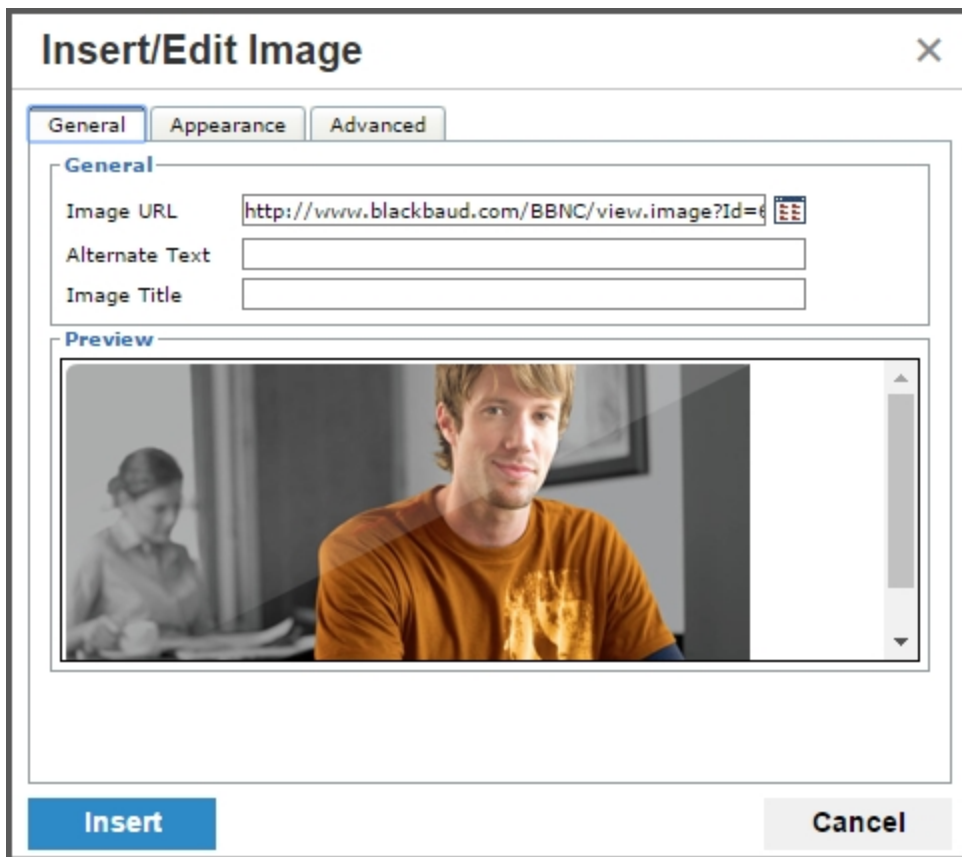 Insert/Edit Image
General Appearance Advanced
General
Image URL http://www.blackbaud.com/BBNC/view.image?Id=6
Alternate Text
Image Title
Preview
Insert Cancel